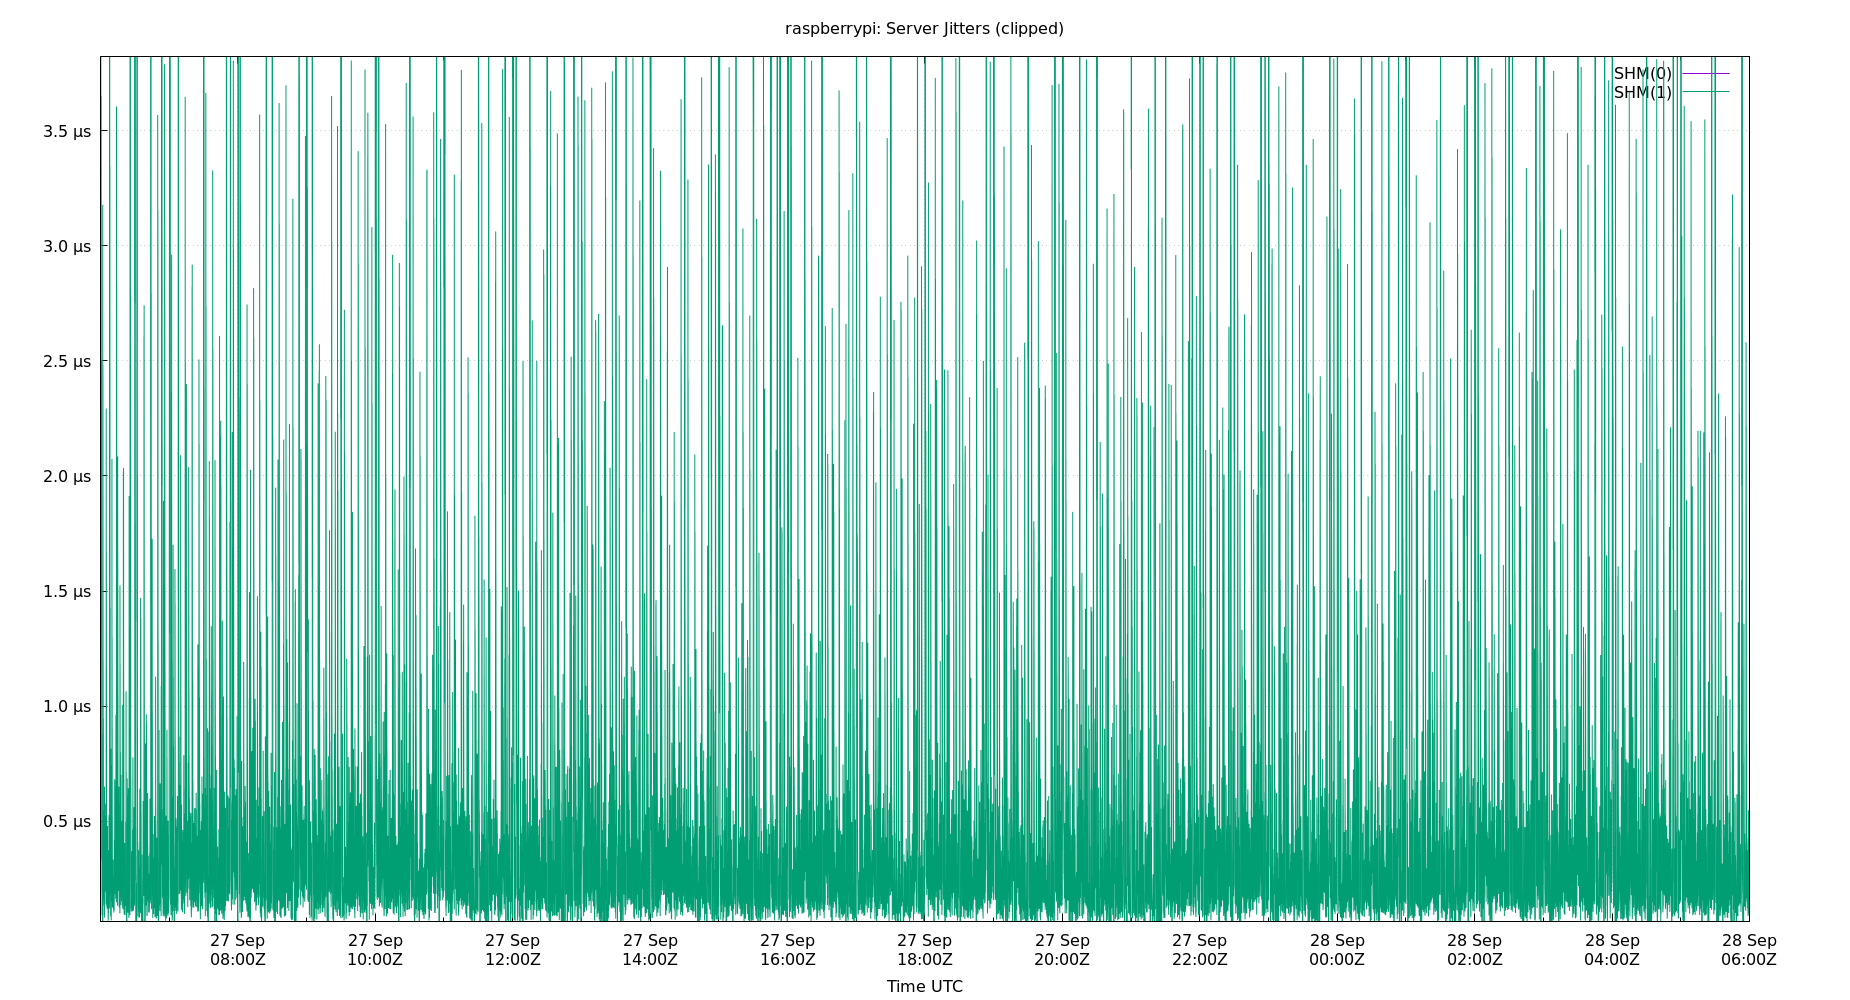 raspberrypi: Server Jitters (clipped)
SHM(0)
SHM(1)
3.5 µs
3.0 µs
2.5 µs
2.0 µs
1.5 µs
1.0 µs
0.5 µs
27 Sep 27 Sep 27 Sep 27 Sep 27 Sep 27 Sep 27 Sep 27 Sep 28 Sep 28 Sep 28 Sep 28 Sep
08:00Z 10:00Z 12:00Z 14:00Z 16:00Z 18:00Z 20:00Z 22:00Z 00:00Z 02:00Z 04:00Z 06:00Z
Time UTC